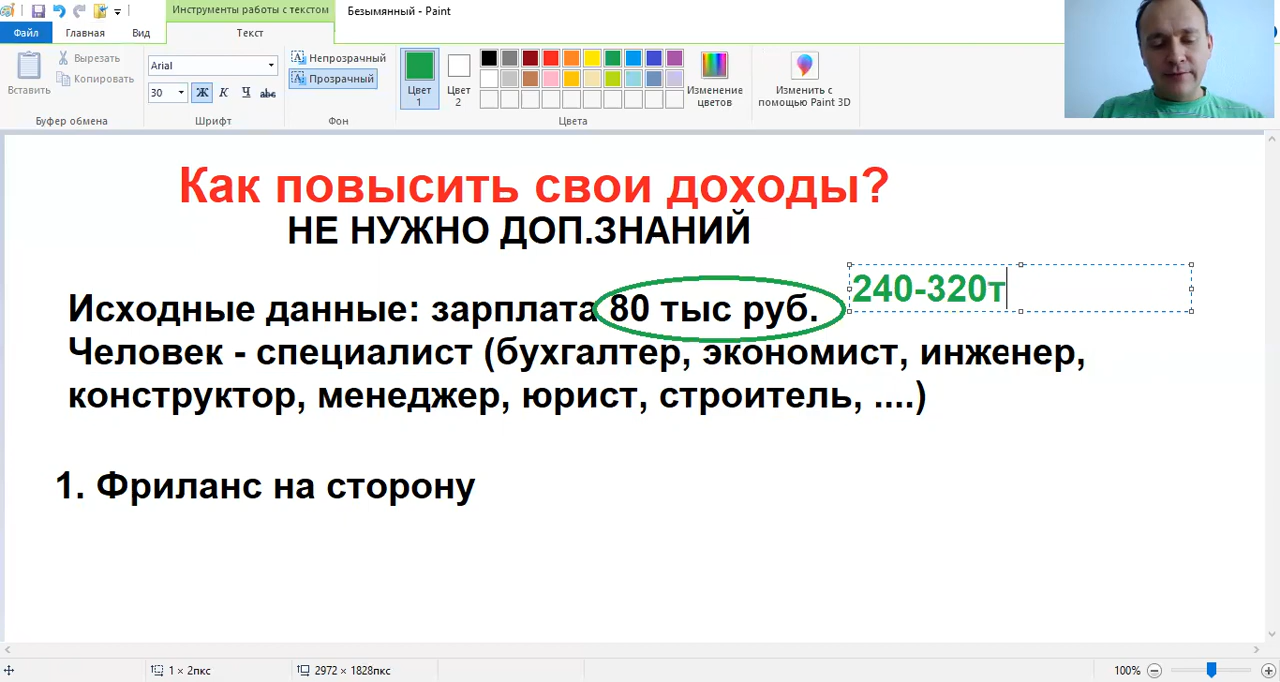 Инструменты работы с текстом
Безымянный - Paint
Файл
Главная
Вид
Текст
Вставить
Вырезать
Копировать
Буфер обмена
Arial
30
Ж К Ч abc
Шрифт
Непрозрачный
Прозрачный
Фон
Цвет 1
Цвет 2
Цвета
Изменение цветов
Изменить с помощью Paint 3D
Как повысить свои доходы?
НЕ НУЖНО ДОП.ЗНАНИЙ
240-320т
Исходные данные: зарплата 80 тыс руб.
Человек - специалист (бухгалтер, экономист, инженер,
конструктор, менеджер, юрист, строитель, ....)
1. Фриланс на сторону
1 × 2пкс
2972 × 1828пкс
100%